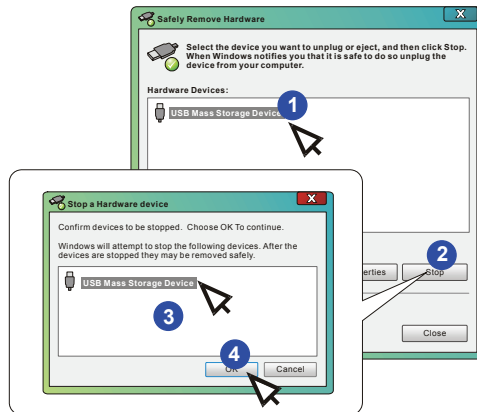 Safely Remove Hardware
X
Select the device you want to unplug or eject, and then click Stop.
When Windows notifies you that it is safe to do so unplug the
device from your computer.
Hardware Devices:
1
USB Mass Storage Device
2
erties
Stop
Close
Stop a Hardware device
X
Confirm devices to be stopped. Choose OK To continue.
Windows will attempt to stop the following devices. After the
devices are stopped they may be removed safely.
USB Mass Storage Device
3
4
OK
Cancel